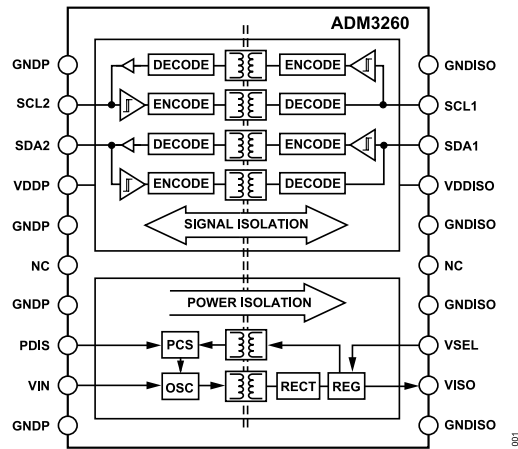 ADM3260
GNDP
GNDISO
DECODE
ENCODE
SCL2
SCL1
ENCODE
DECODE
SDA2
SDA1
DECODE
ENCODE
VDDP
VDDISO
ENCODE
DECODE
GNDP
GNDISO
SIGNAL ISOLATION
NC
NC
GNDP
GNDISO
POWER ISOLATION
PDIS
PCS
VSEL
VIN
OSC
RECT
REG
VISO
GNDP
GNDISO
001